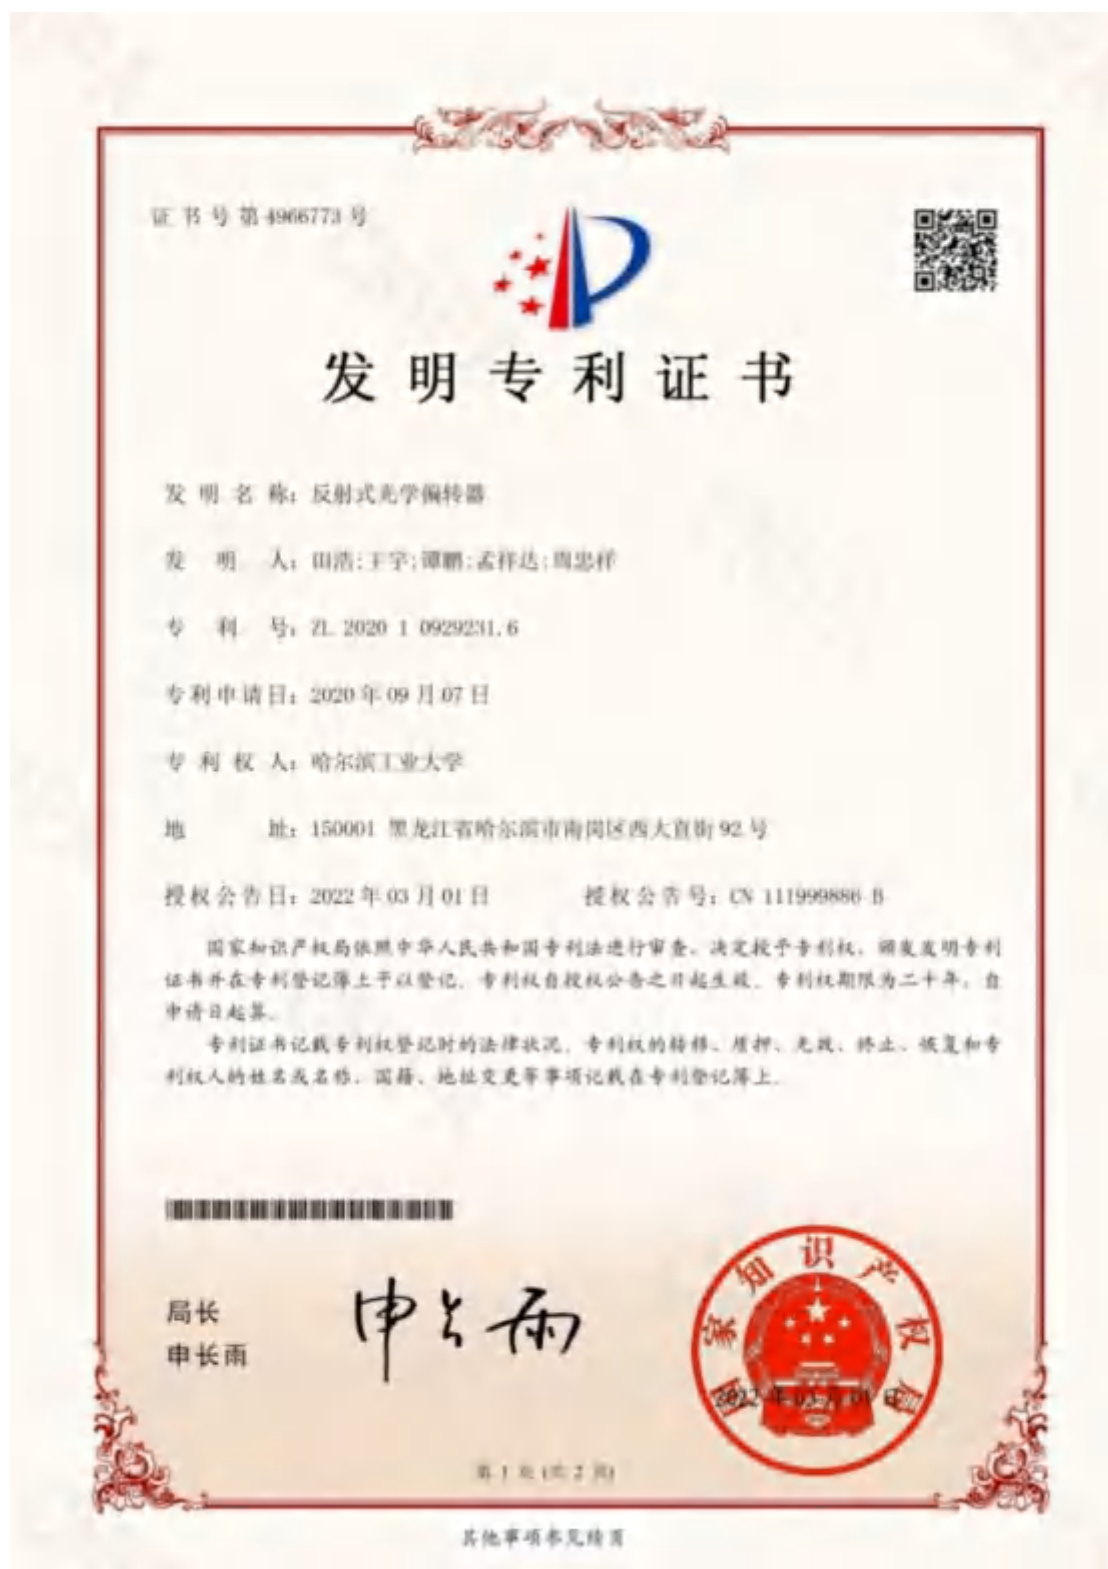 证书号第4966773号
发明专利证书
发明名称：反射式光学偏转器
发明人：田浩;王宇;谭鹏;孟祥达;周忠祥
专利号：ZL 2020 1 0929231.6
专利申请日：2020年09月07日
专利权人：哈尔滨工业大学
地址：150001 黑龙江省哈尔滨市南岗区西大直街92号
授权公告日：2022年03月01日 授权公告号：CN 111999886 B
国家知识产权局依照中华人民共和国专利法进行审查，决定授予专利权，颁发发明专利
证书并在专利登记簿上予以登记。专利权自授权公告之日起生效。专利权期限为二十年，自
申请日起算。
专利证书记载专利权登记时的法律状况。专利权的转移、质押、无效、终止、恢复和专
利权人的姓名或名称、国籍、地址变更等事项记载在专利登记簿上。
局长
申长雨
申长雨
国家知识产权局
2022年03月01日
第 1 页 (共 2 页)
其他事项参见续页